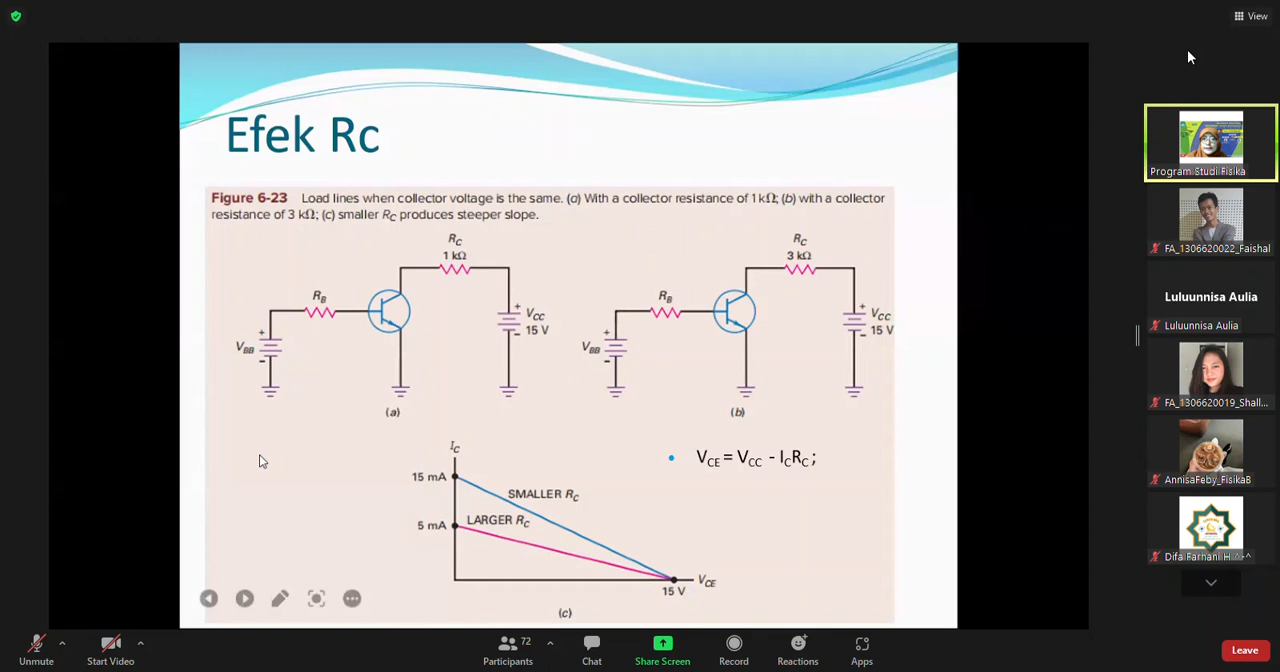 View
Efek Rc
Figure 6-23 Load lines when collector voltage is the same. (a) With a collector resistance of 1 kΩ; (b) with a collector
resistance of 3 kΩ; (c) smaller RC produces steeper slope.
RC
1 kΩ
RB
VBB
+
-
+
-
VCC
15 V
(a)
RC
3 kΩ
RB
VBB
+
-
+
-
VCC
15 V
(b)
IC
15 mA
SMALLER RC
5 mA
LARGER RC
VCE
15 V
(c)
• VCE = VCC - ICRC ;
Program Studi Fisika
FA_1306620022_Faishal
Luluunnisa Aulia
Luluunnisa Aulia
FA_1306620019_Shall...
AnnisaFeby_FisikaB
Difa Farhani H ^-^
Unmute
Start Video
Participants
72
Chat
Share Screen
Record
Reactions
Apps
Leave